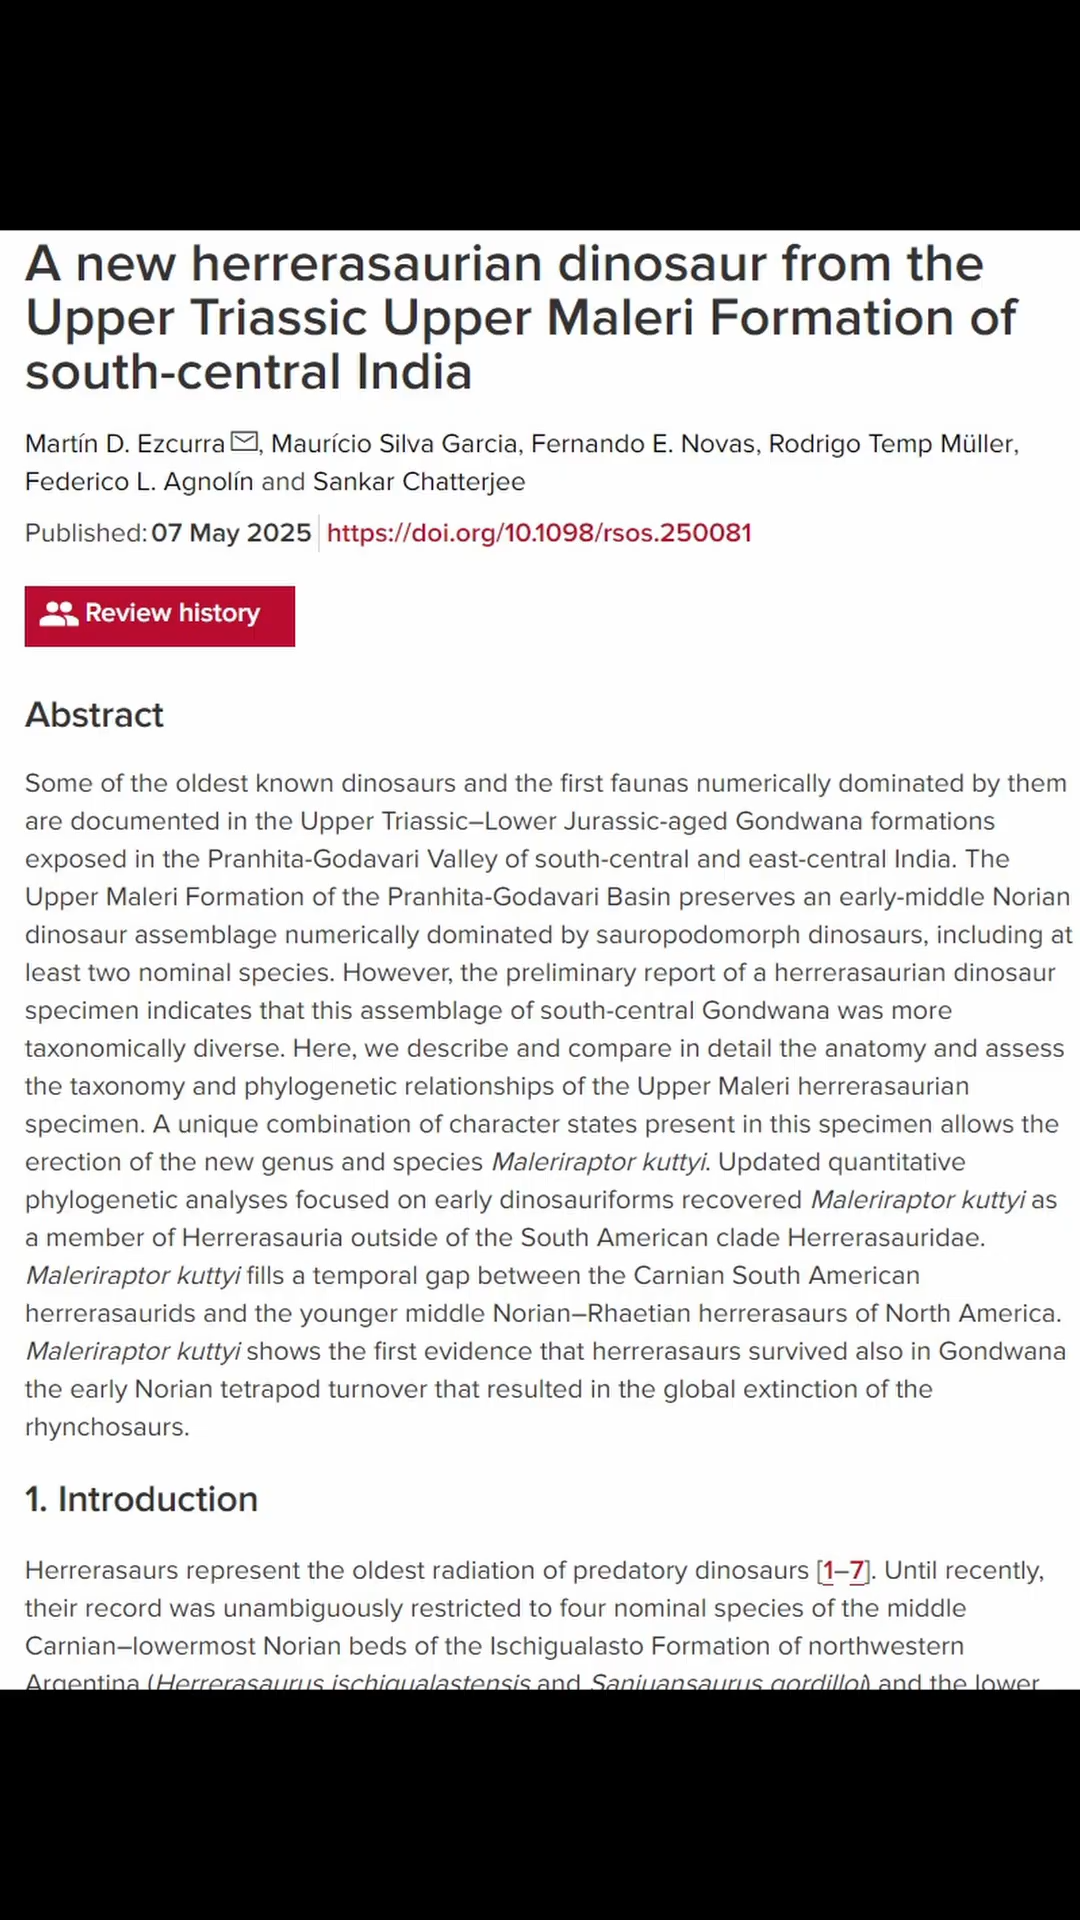 A new herrerasaurian dinosaur from the
Upper Triassic Upper Maleri Formation of
south-central India
Martín D. Ezcurra, Maurício Silva Garcia, Fernando E. Novas, Rodrigo Temp Müller,
Federico L. Agnolín and Sankar Chatterjee
Published: 07 May 2025 https://doi.org/10.1098/rsos.250081
Review history
Abstract
Some of the oldest known dinosaurs and the first faunas numerically dominated by them
are documented in the Upper Triassic–Lower Jurassic-aged Gondwana formations
exposed in the Pranhita-Godavari Valley of south-central and east-central India. The
Upper Maleri Formation of the Pranhita-Godavari Basin preserves an early-middle Norian
dinosaur assemblage numerically dominated by sauropodomorph dinosaurs, including at
least two nominal species. However, the preliminary report of a herrerasaurian dinosaur
specimen indicates that this assemblage of south-central Gondwana was more
taxonomically diverse. Here, we describe and compare in detail the anatomy and assess
the taxonomy and phylogenetic relationships of the Upper Maleri herrerasaurian
specimen. A unique combination of character states present in this specimen allows the
erection of the new genus and species Maleriraptor kuttyi. Updated quantitative
phylogenetic analyses focused on early dinosauriforms recovered Maleriraptor kuttyi as
a member of Herrerasauria outside of the South American clade Herrerasauridae.
Maleriraptor kuttyi fills a temporal gap between the Carnian South American
herrerasaurids and the younger middle Norian–Rhaetian herrerasaurs of North America.
Maleriraptor kuttyi shows the first evidence that herrerasaurs survived also in Gondwana
the early Norian tetrapod turnover that resulted in the global extinction of the
rhynchosaurs.
1. Introduction
Herrerasaurs represent the oldest radiation of predatory dinosaurs [1–7]. Until recently,
their record was unambiguously restricted to four nominal species of the middle
Carnian–lowermost Norian beds of the Ischigualasto Formation of northwestern
Argentina (Herrerasaurus ischigualastensis and Sanjuansaurus gordilloi) and the lower